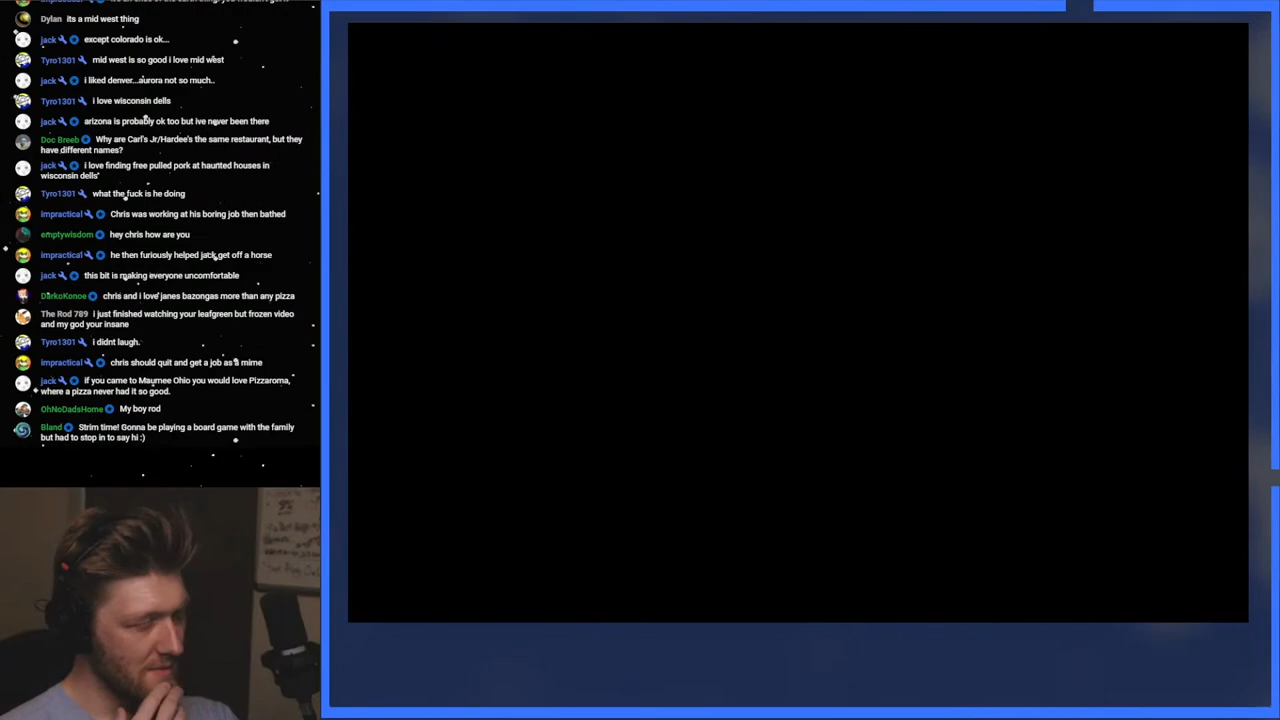 Dylan its a mid west thing
jack except colorado is ok...
Tyro1301 mid west is so good i love mid west
jack i liked denver...aurora not so much..
Tyro1301 i love wisconsin dells
jack arizona is probably ok too but ive never been there
Doc Breeb Why are Carl's Jr/Hardee's the same restaurant, but they
have different names?
jack i love finding free pulled pork at haunted houses in
wisconsin dells"
Tyro1301 what the fuck is he doing
impractical Chris was working at his boring job then bathed
emptywisdom hey chris how are you
impractical he then furiously helped jack get off a horse
jack this bit is making everyone uncomfortable
DarkoKonoe chris and i love janes bazongas more than any pizza
The Rod 789 i just finished watching your leafgreen but frozen video
and my god your insane
Tyro1301 i didnt laugh.
impractical chris should quit and get a job as a mime
jack if you came to Maumee Ohio you would love Pizzaroma,
where a pizza never had it so good.
OhNoDadsHome My boy rod
Bland Strim time! Gonna be playing a board game with the family
but had to stop in to say hi :)